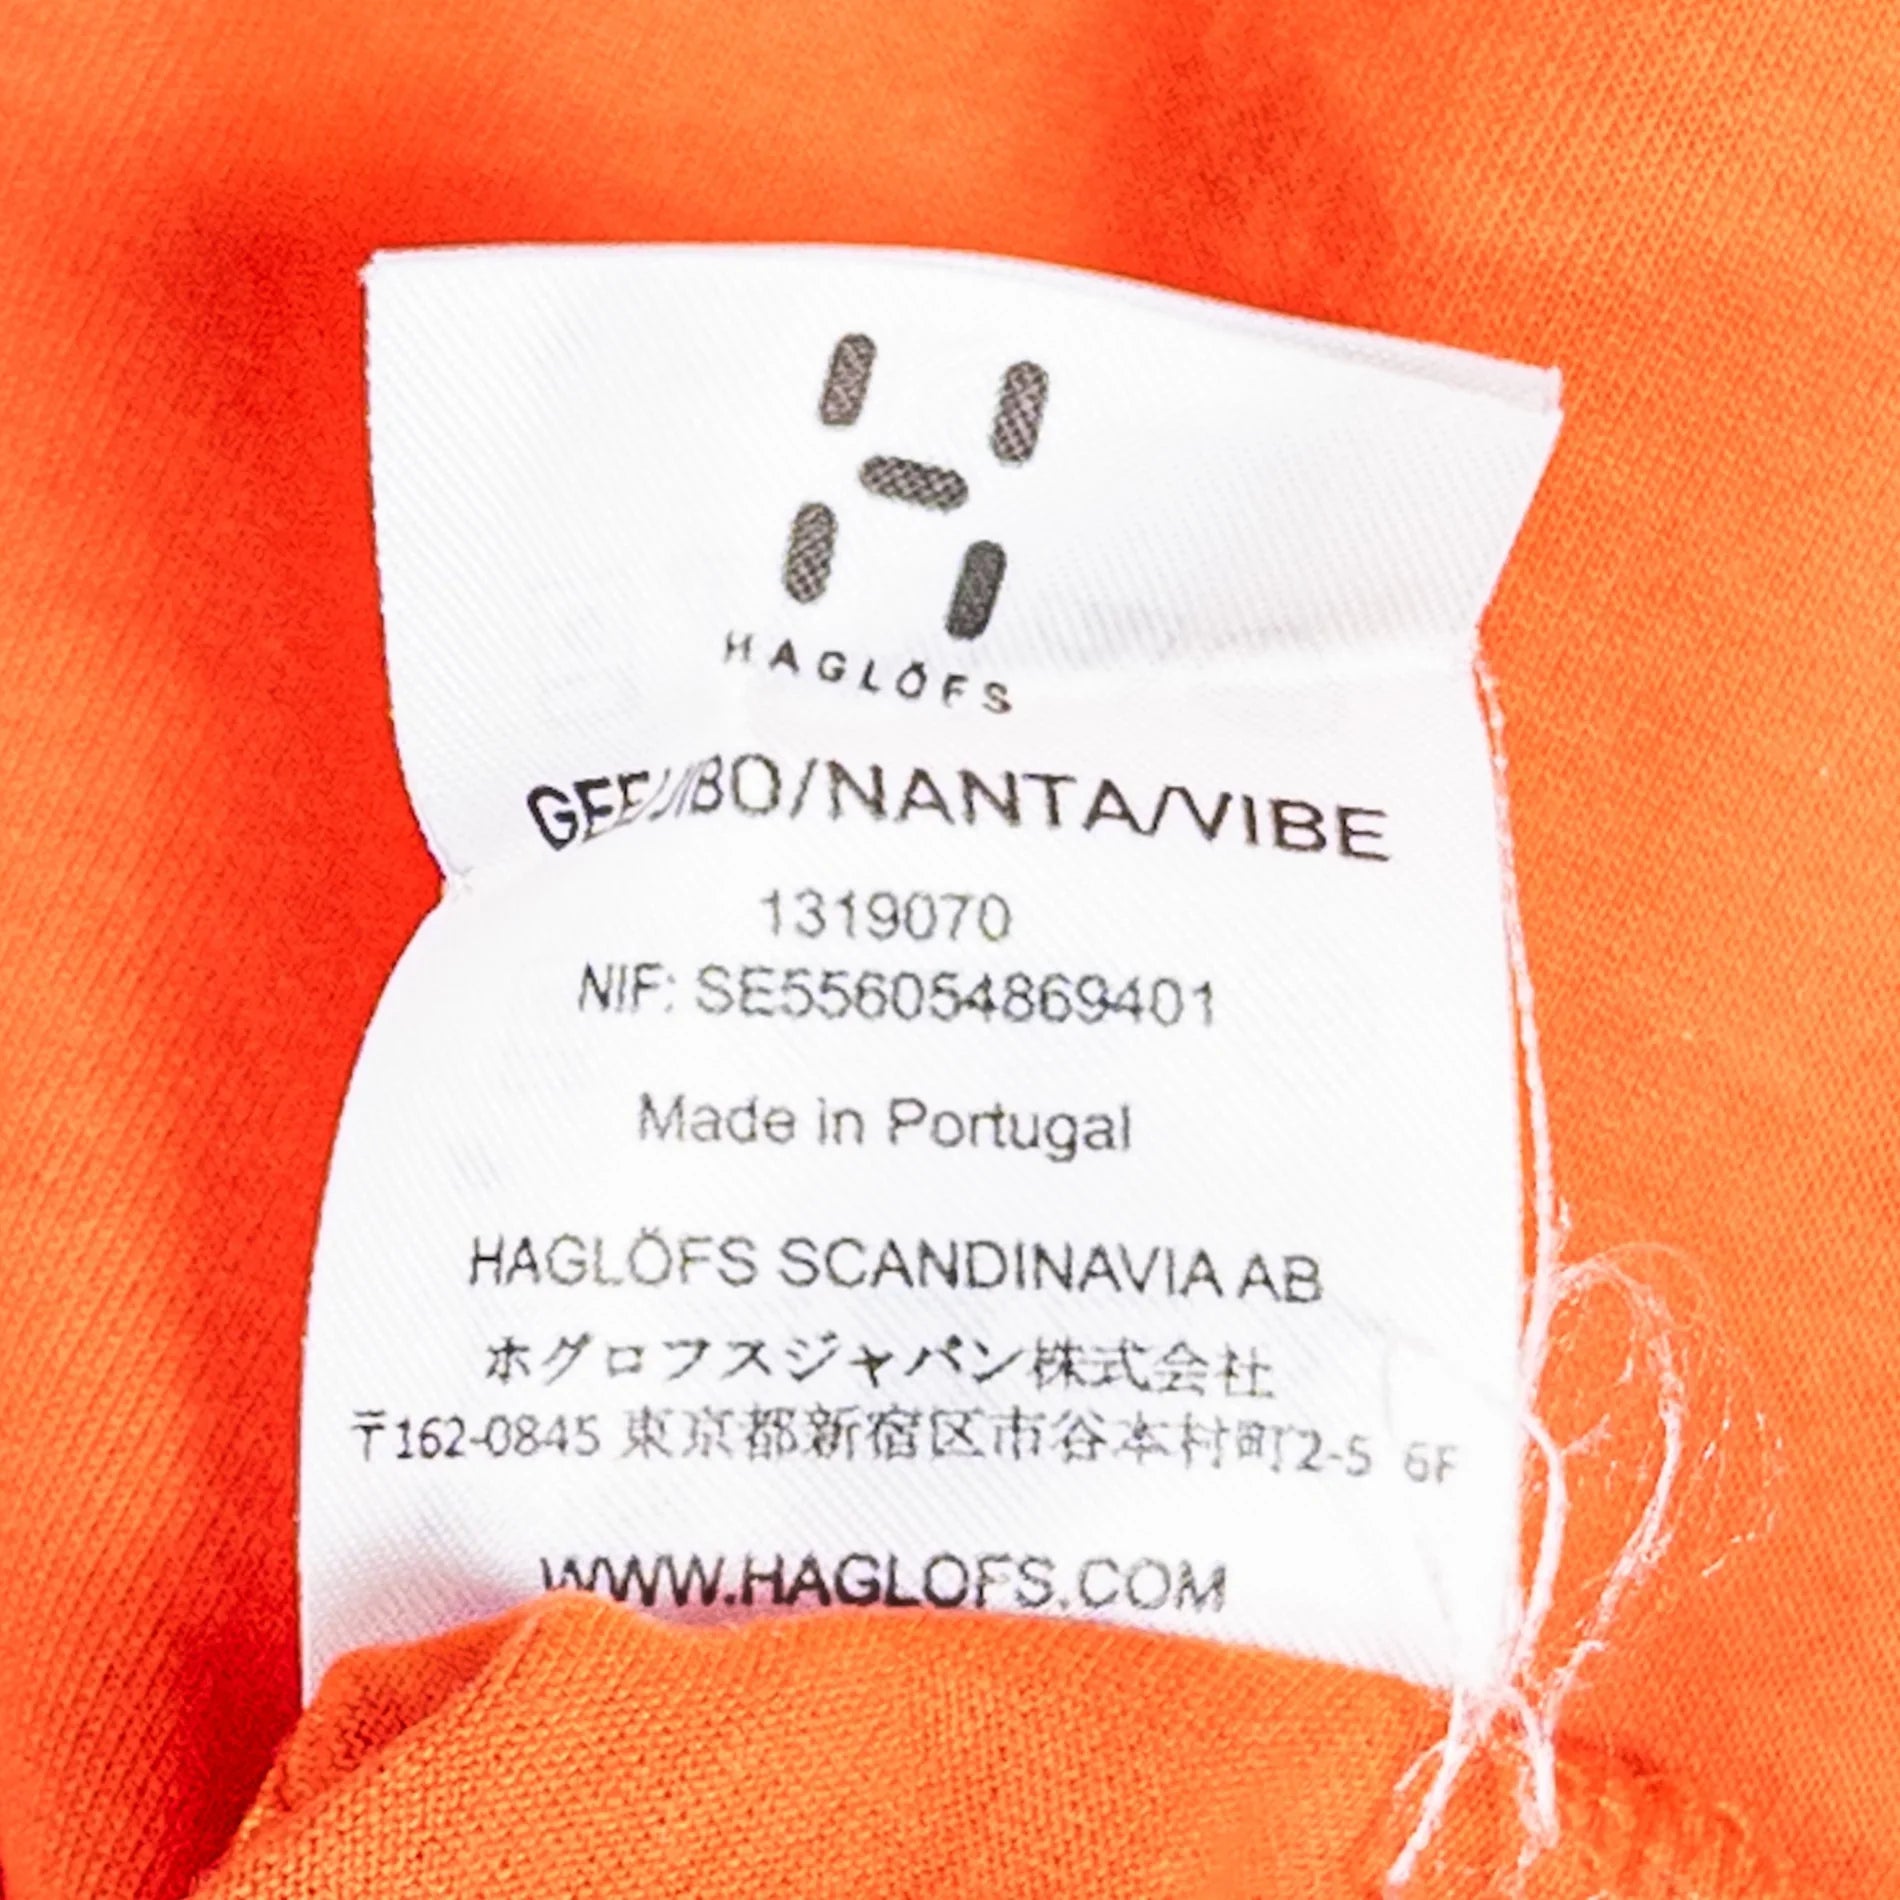 HAGLÖFS
/NANTA/VIBE
1319070
NIF: SE556054869401
Made in Portugal
HAGLÖFS SCANDINAVIA AB
ホグロフスジャパン株式会社
〒162-0845 東京都新宿区市谷本村町2-5 6F
WWW.HAGLOFS.COM